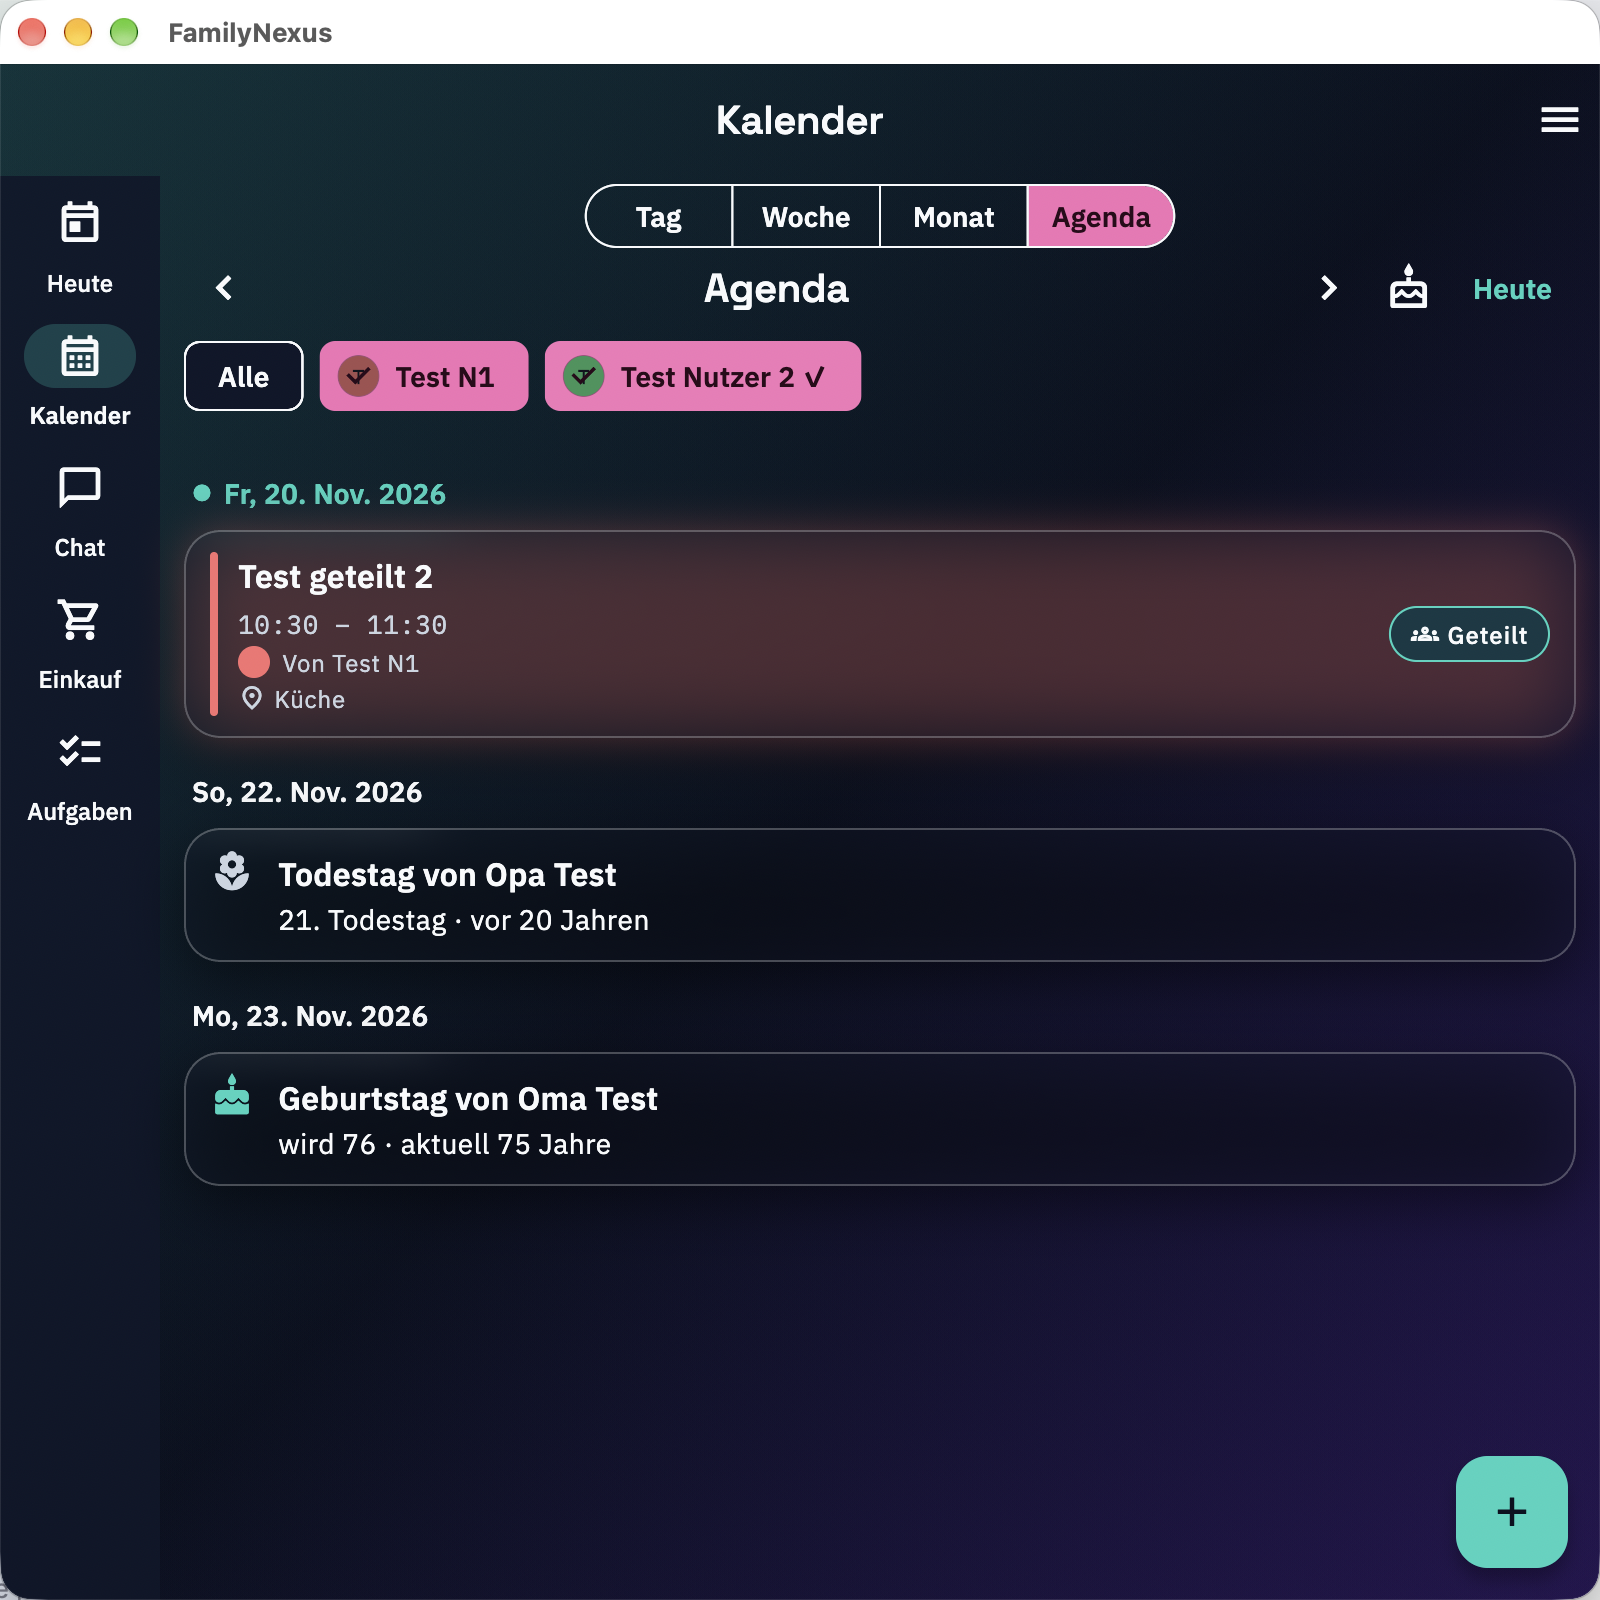 FamilyNexus
Kalender
Tag Woche Monat Agenda
Heute
Agenda
Heute
Alle Test N1 Test Nutzer 2 ✓
Kalender
Fr, 20. Nov. 2026
Test geteilt 2
10:30 – 11:30
Geteilt
Von Test N1
Küche
Chat
Einkauf
Aufgaben
So, 22. Nov. 2026
Todestag von Opa Test
21. Todestag · vor 20 Jahren
Mo, 23. Nov. 2026
Geburtstag von Oma Test
wird 76 · aktuell 75 Jahre